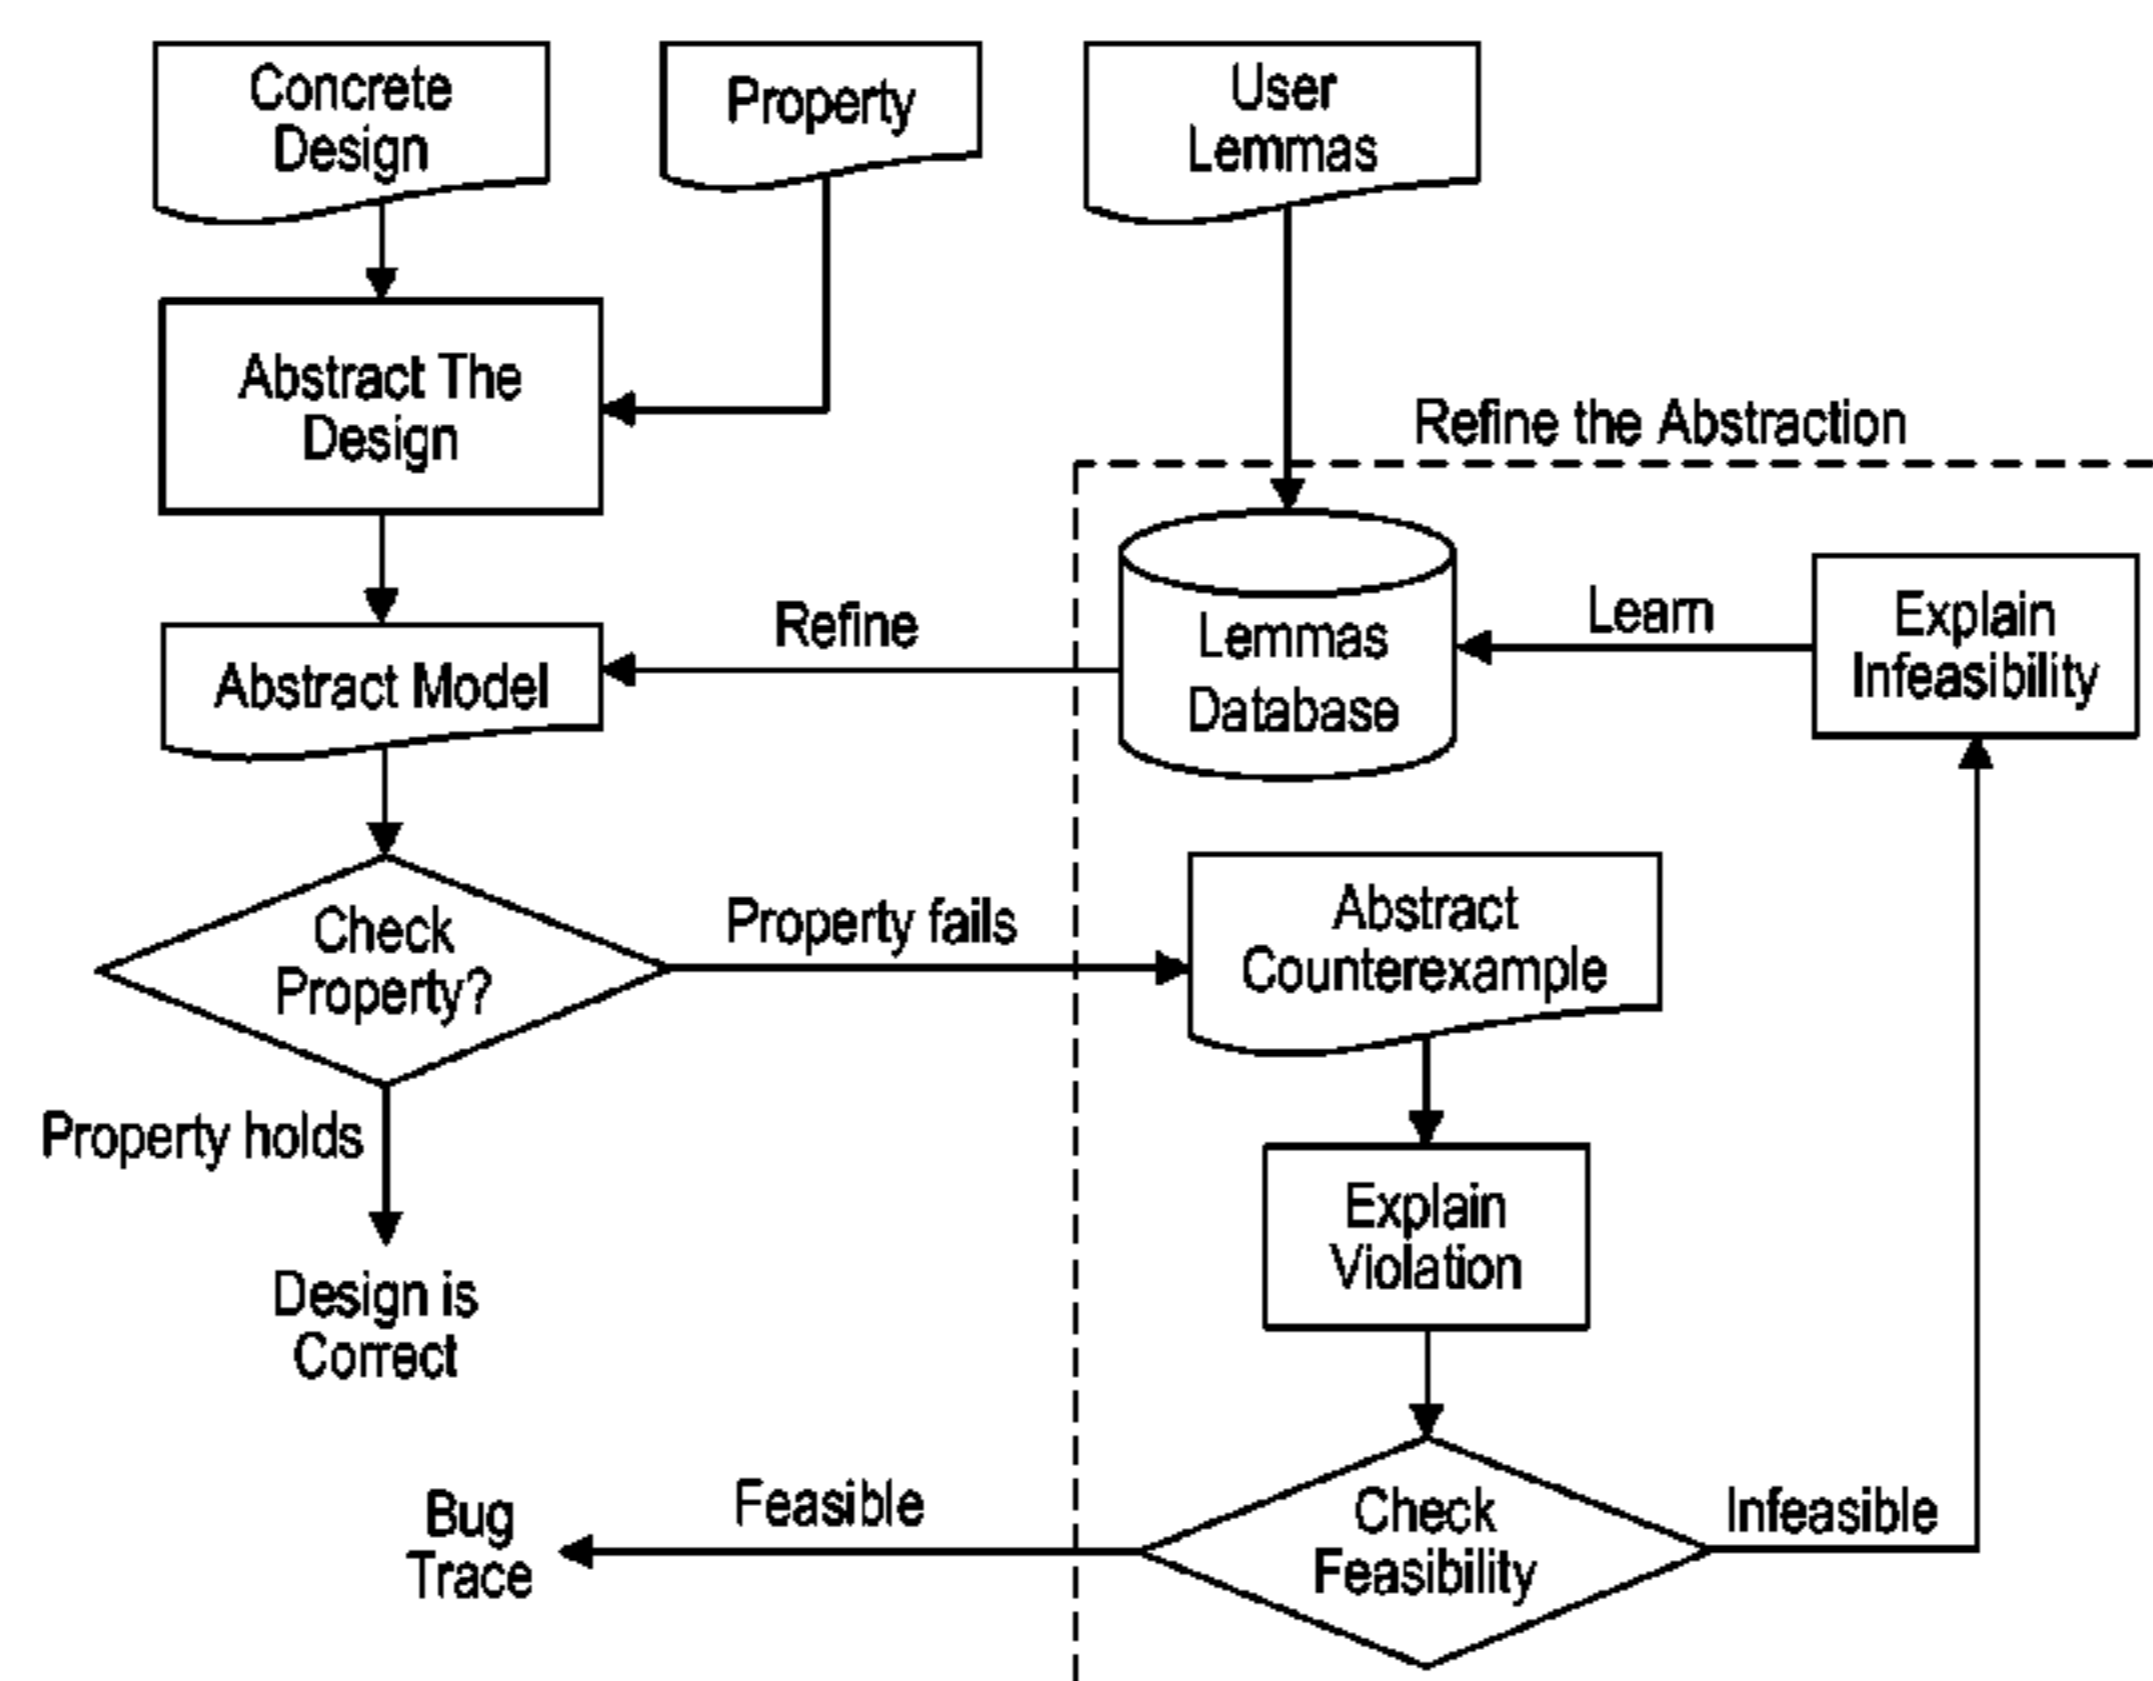 Concrete
Design
Property
User
Lemmas
Abstract The
Design
Refine the Abstraction
Refine
Lemmas
Database
Learn
Explain
Infeasibility
Abstract Model
Check
Property?
Property fails
Abstract
Counterexample
Property holds
Explain
Violation
Design is
Correct
Bug
Trace
Feasible
Check
Feasibility
Infeasible